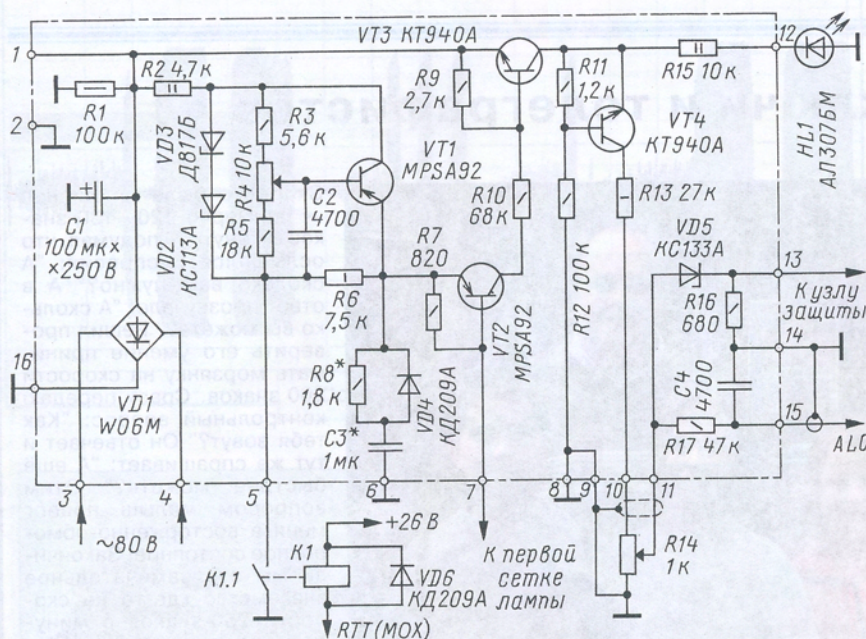 VT3 КТ940А
12
1
R2 4,7 к
R9
2,7 к
R11
1,2 к
R15 10 к
R1
100 к
R3
5,6 к
VT4
КТ940А
HL1
АЛ307БМ
2
VD3
Д817Б
VT1
MPSA92
R4 10 к
C2
4700
R10
68 к
R13 27 к
C1
100 мк ×
×250 В
VD2
КС113А
R5
18 к
R7
820
VD5
КС133А
13
К узлу
защиты
R6
7,5 к
R12 100 к
R16
680
14
VT2
MPSA92
16
R8*
1,8 к
C4
4700
VD1
W06M
VD4
КД209А
15
C3*
1 мк
R17 47 к
ALC
3
4
5
6
7
8
9
10
11
~80 В
+26 В
К первой
сетке
лампы
R14
1 к
K1
K1.1
VD6
КД209А
RTT(MOX)